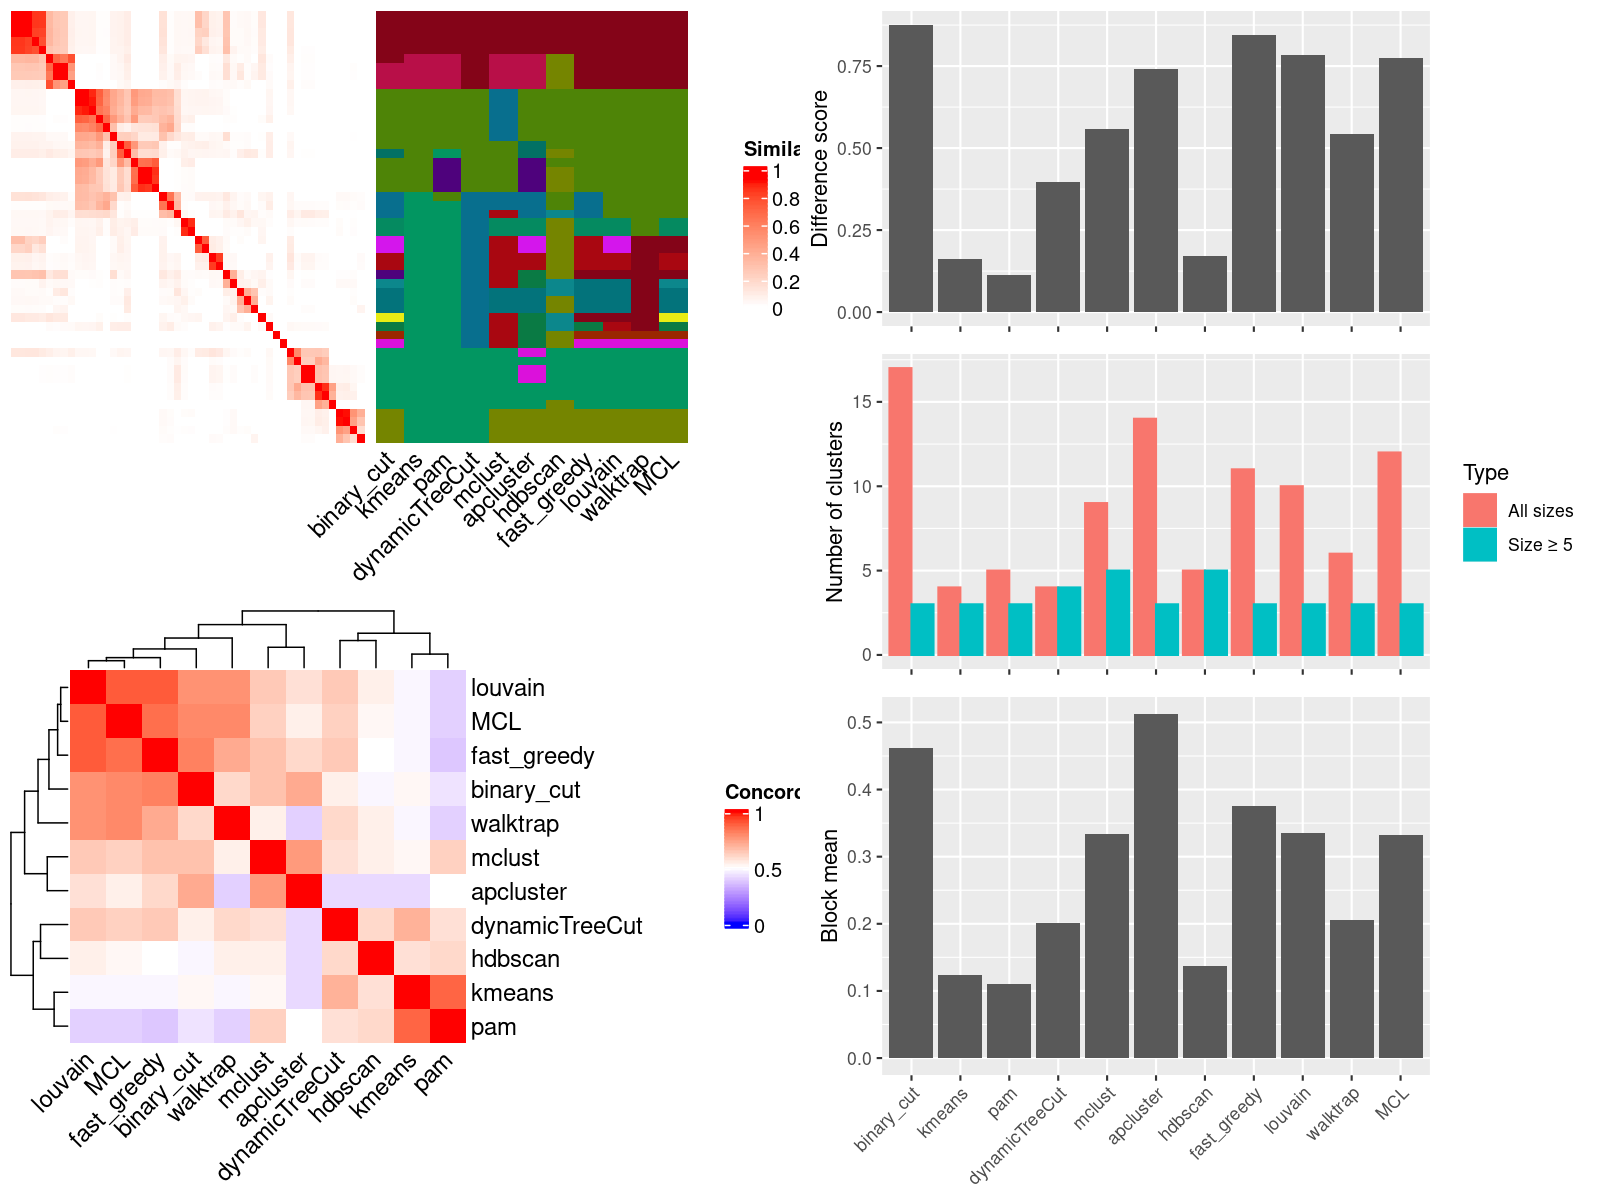 Simila
1
0.8
0.6
0.4
0.2
0
binary_cut
kmeans
pam
dynamicTreeCut
mclust
apcluster
hdbscan
fast_greedy
louvain
walktrap
MCL
louvain
MCL
fast_greedy
binary_cut
walktrap
mclust
apcluster
dynamicTreeCut
hdbscan
kmeans
pam
louvain
MCL
fast_greedy
binary_cut
walktrap
mclust
apcluster
dynamicTreeCut
hdbscan
kmeans
pam
Concord
1
0.5
0
Difference score
0.75
0.50
0.25
0.00
Number of clusters
15
10
5
0
Type
All sizes
Size ≥ 5
Block mean
0.5
0.4
0.3
0.2
0.1
0.0
binary_cut
kmeans
pam
dynamicTreeCut
mclust
apcluster
hdbscan
fast_greedy
louvain
walktrap
MCL